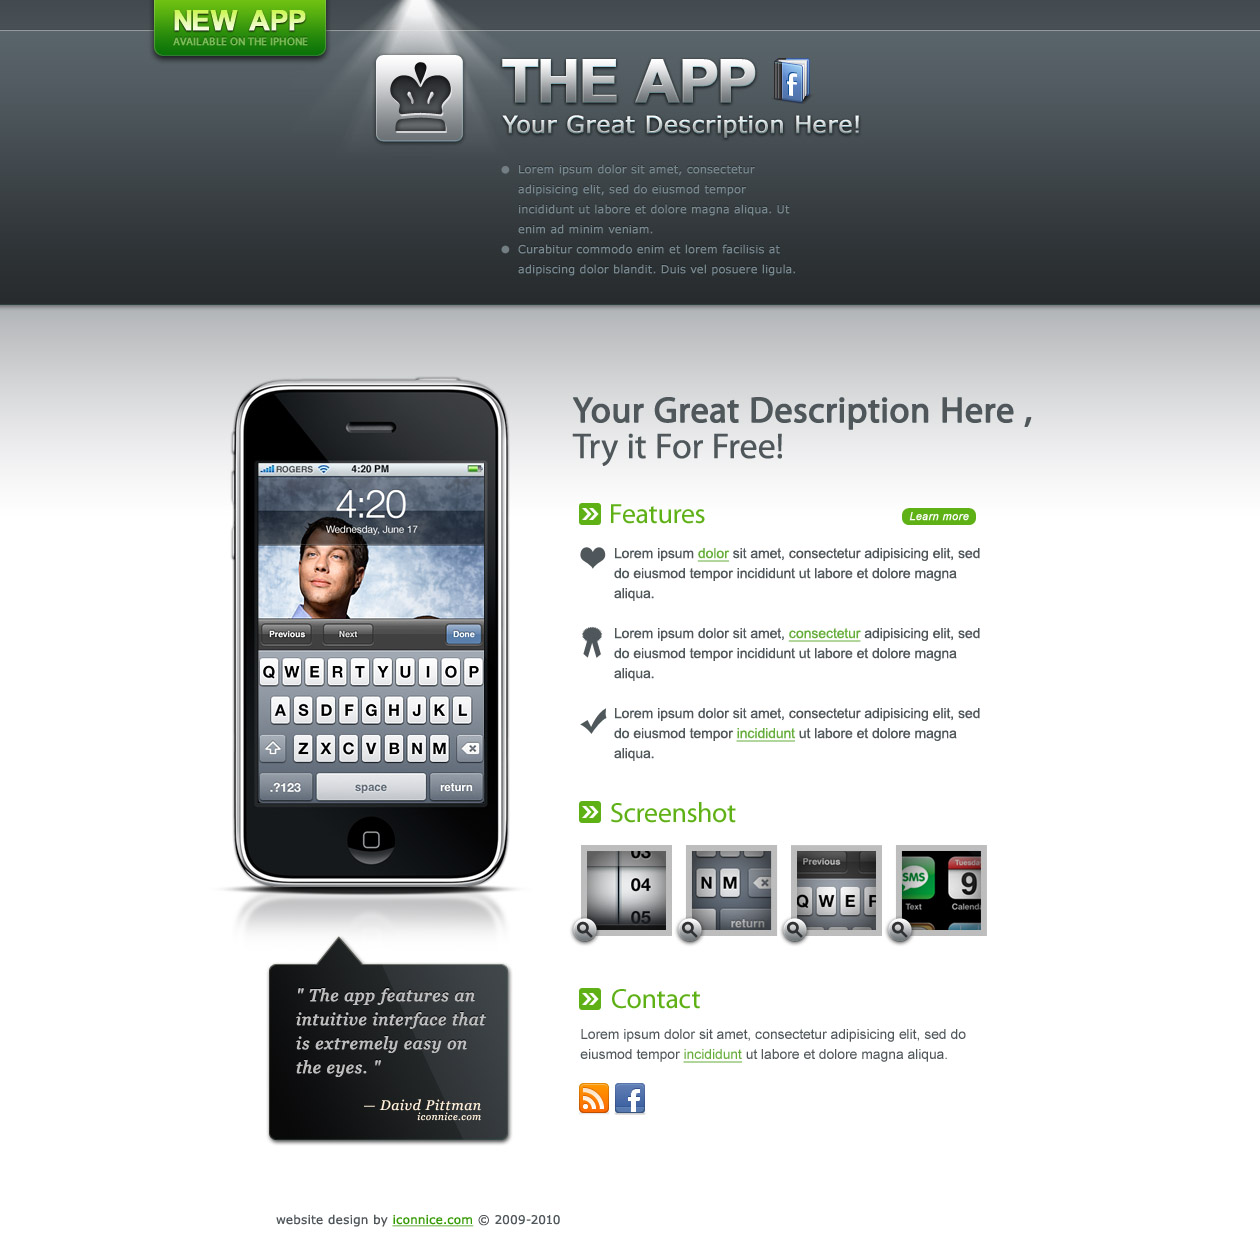 NEW APP
AVAILABLE ON THE IPHONE
THE APP
Your Great Description Here!
Lorem ipsum dolor sit amet, consectetur
adipisicing elit, sed do eiusmod tempor
incididunt ut labore et dolore magna aliqua. Ut
enim ad minim veniam.
Curabitur commodo enim et lorem facilisis at
adipiscing dolor blandit. Duis vel posuere ligula.
ROGERS 4:20 PM
4:20
Wednesday, June 17
Previous Next Done
Q W E R T Y U I O P
A S D F G H J K L
Z X C V B N M
.?123 space return
" The app features an
intuitive interface that
is extremely easy on
the eyes. "
— Daivd Pittman
iconnice.com
Your Great Description Here ,
Try it For Free!
Features
Learn more
Lorem ipsum dolor sit amet, consectetur adipisicing elit, sed
do eiusmod tempor incididunt ut labore et dolore magna
aliqua.
Lorem ipsum dolor sit amet, consectetur adipisicing elit, sed
do eiusmod tempor incididunt ut labore et dolore magna
aliqua.
Lorem ipsum dolor sit amet, consectetur adipisicing elit, sed
do eiusmod tempor incididunt ut labore et dolore magna
aliqua.
Screenshot
03
04
05
N M
return
Previous
Q W E F
SMS
Text
Tuesda
9
Calenda
Contact
Lorem ipsum dolor sit amet, consectetur adipisicing elit, sed do
eiusmod tempor incididunt ut labore et dolore magna aliqua.
website design by iconnice.com © 2009-2010